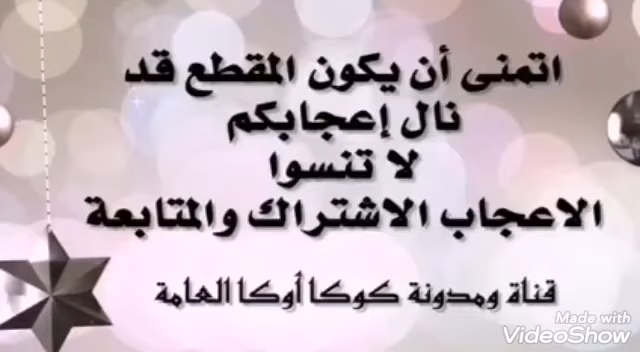 اتمنى أن يكون المقطع قد
نال إعجابكم
لا تنسوا
الاعجاب الاشتراك والمتابعة
قناة ومدونة كوكا أوكا العامة
Made with
VideoShow